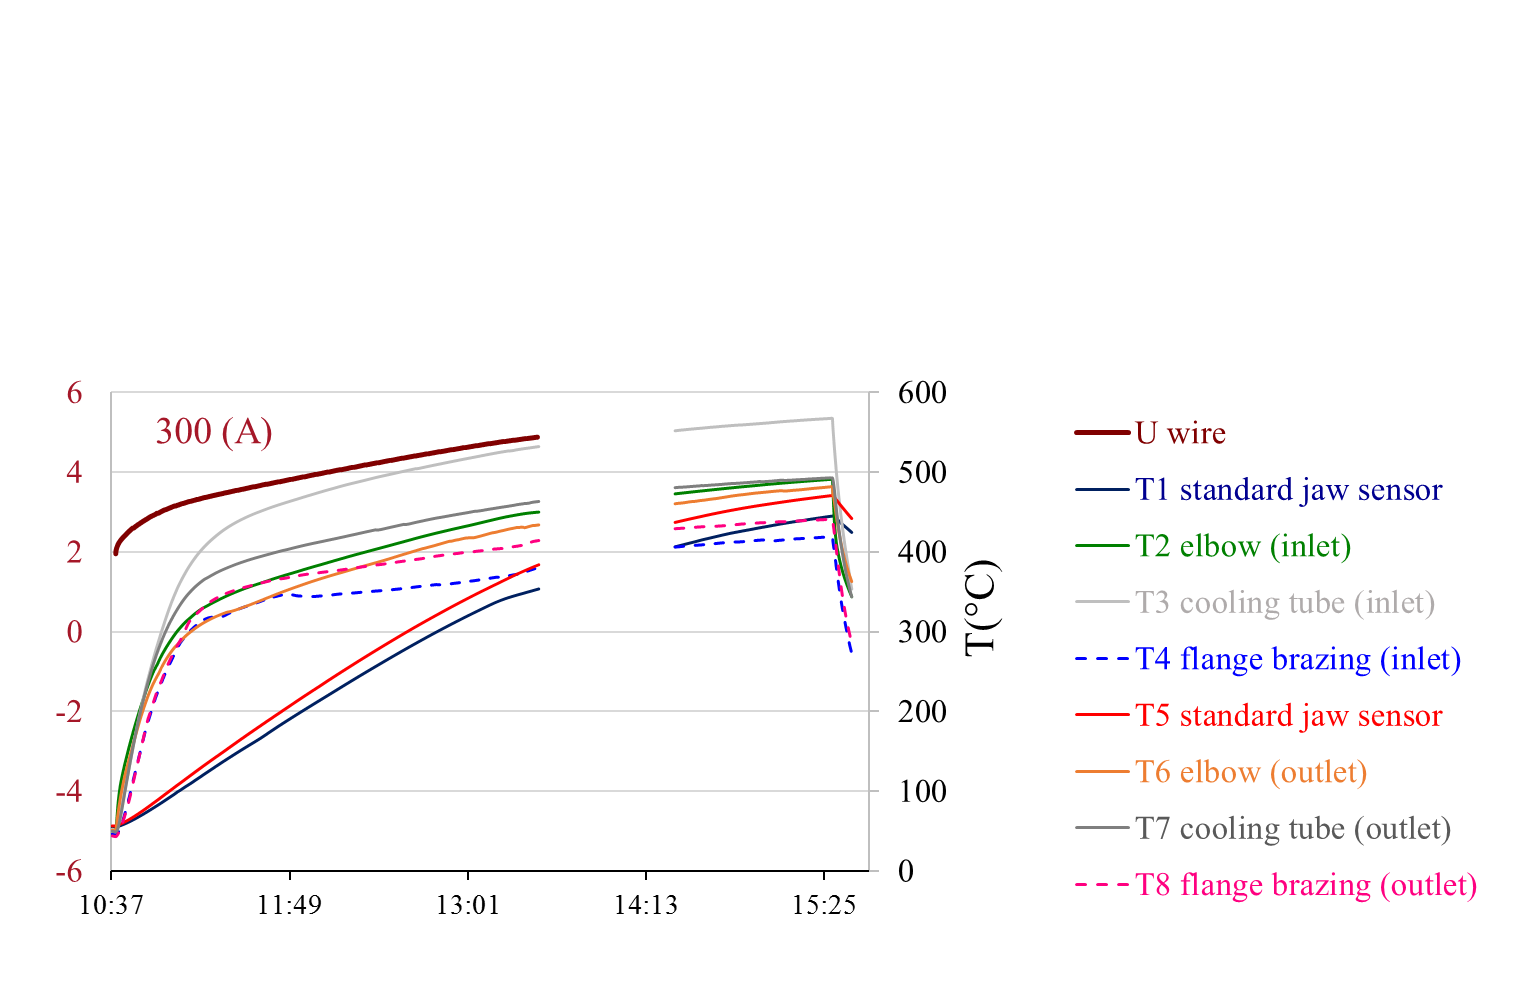 6
4
2
0
-2
-4
-6
300 (A)
600
500
400
300
200
100
0
T(°C)
10:37
11:49
13:01
14:13
15:25
U wire
T1 standard jaw sensor
T2 elbow (inlet)
T3 cooling tube (inlet)
T4 flange brazing (inlet)
T5 standard jaw sensor
T6 elbow (outlet)
T7 cooling tube (outlet)
T8 flange brazing (outlet)